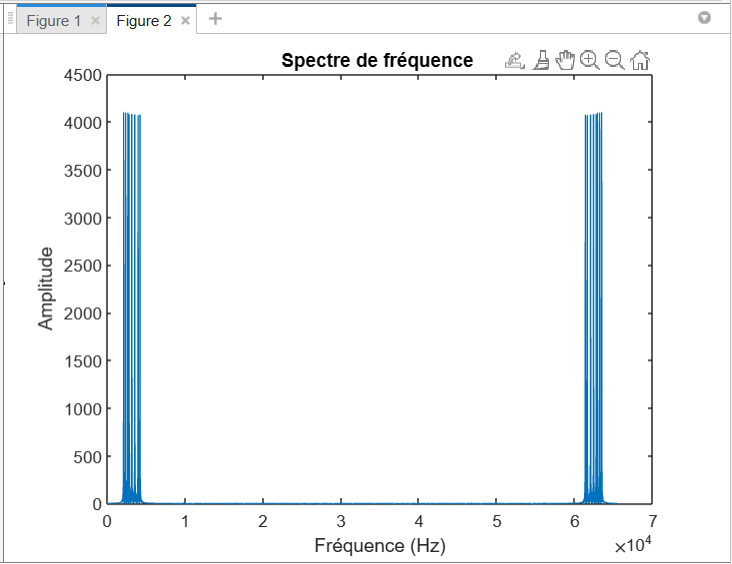 Figure 1 × Figure 2 × +
Spectre de fréquence
4500
4000
3500
3000
2500
2000
1500
1000
500
0
Amplitude
0 1 2 3 4 5 6 7
Fréquence (Hz) ×10⁴